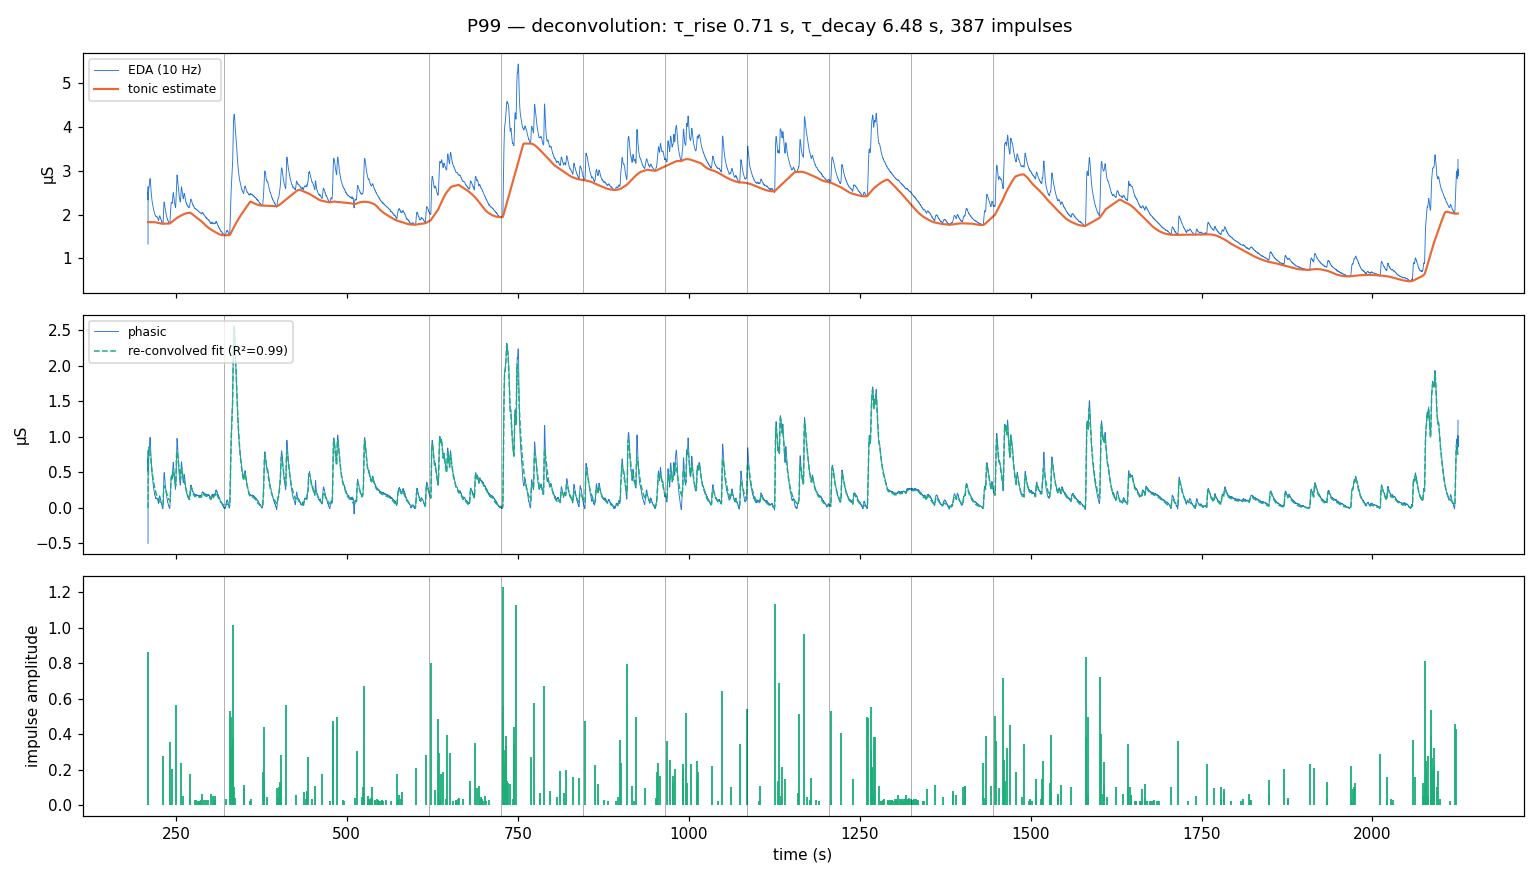 P99 — deconvolution: τ_rise 0.71 s, τ_decay 6.48 s, 387 impulses
EDA (10 Hz)
tonic estimate
5
4
3
2
1
µS
phasic
re-convolved fit (R²=0.99)
2.5
2.0
1.5
1.0
0.5
0.0
−0.5
µS
1.2
1.0
0.8
0.6
0.4
0.2
0.0
impulse amplitude
250 500 750 1000 1250 1500 1750 2000
time (s)